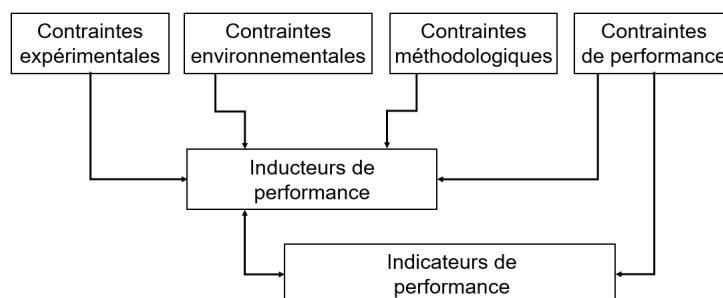 Contraintes
expérimentales
Contraintes
environnementales
Contraintes
méthodologiques
Contraintes
de performance
Inducteurs de
performance
Indicateurs de
performance